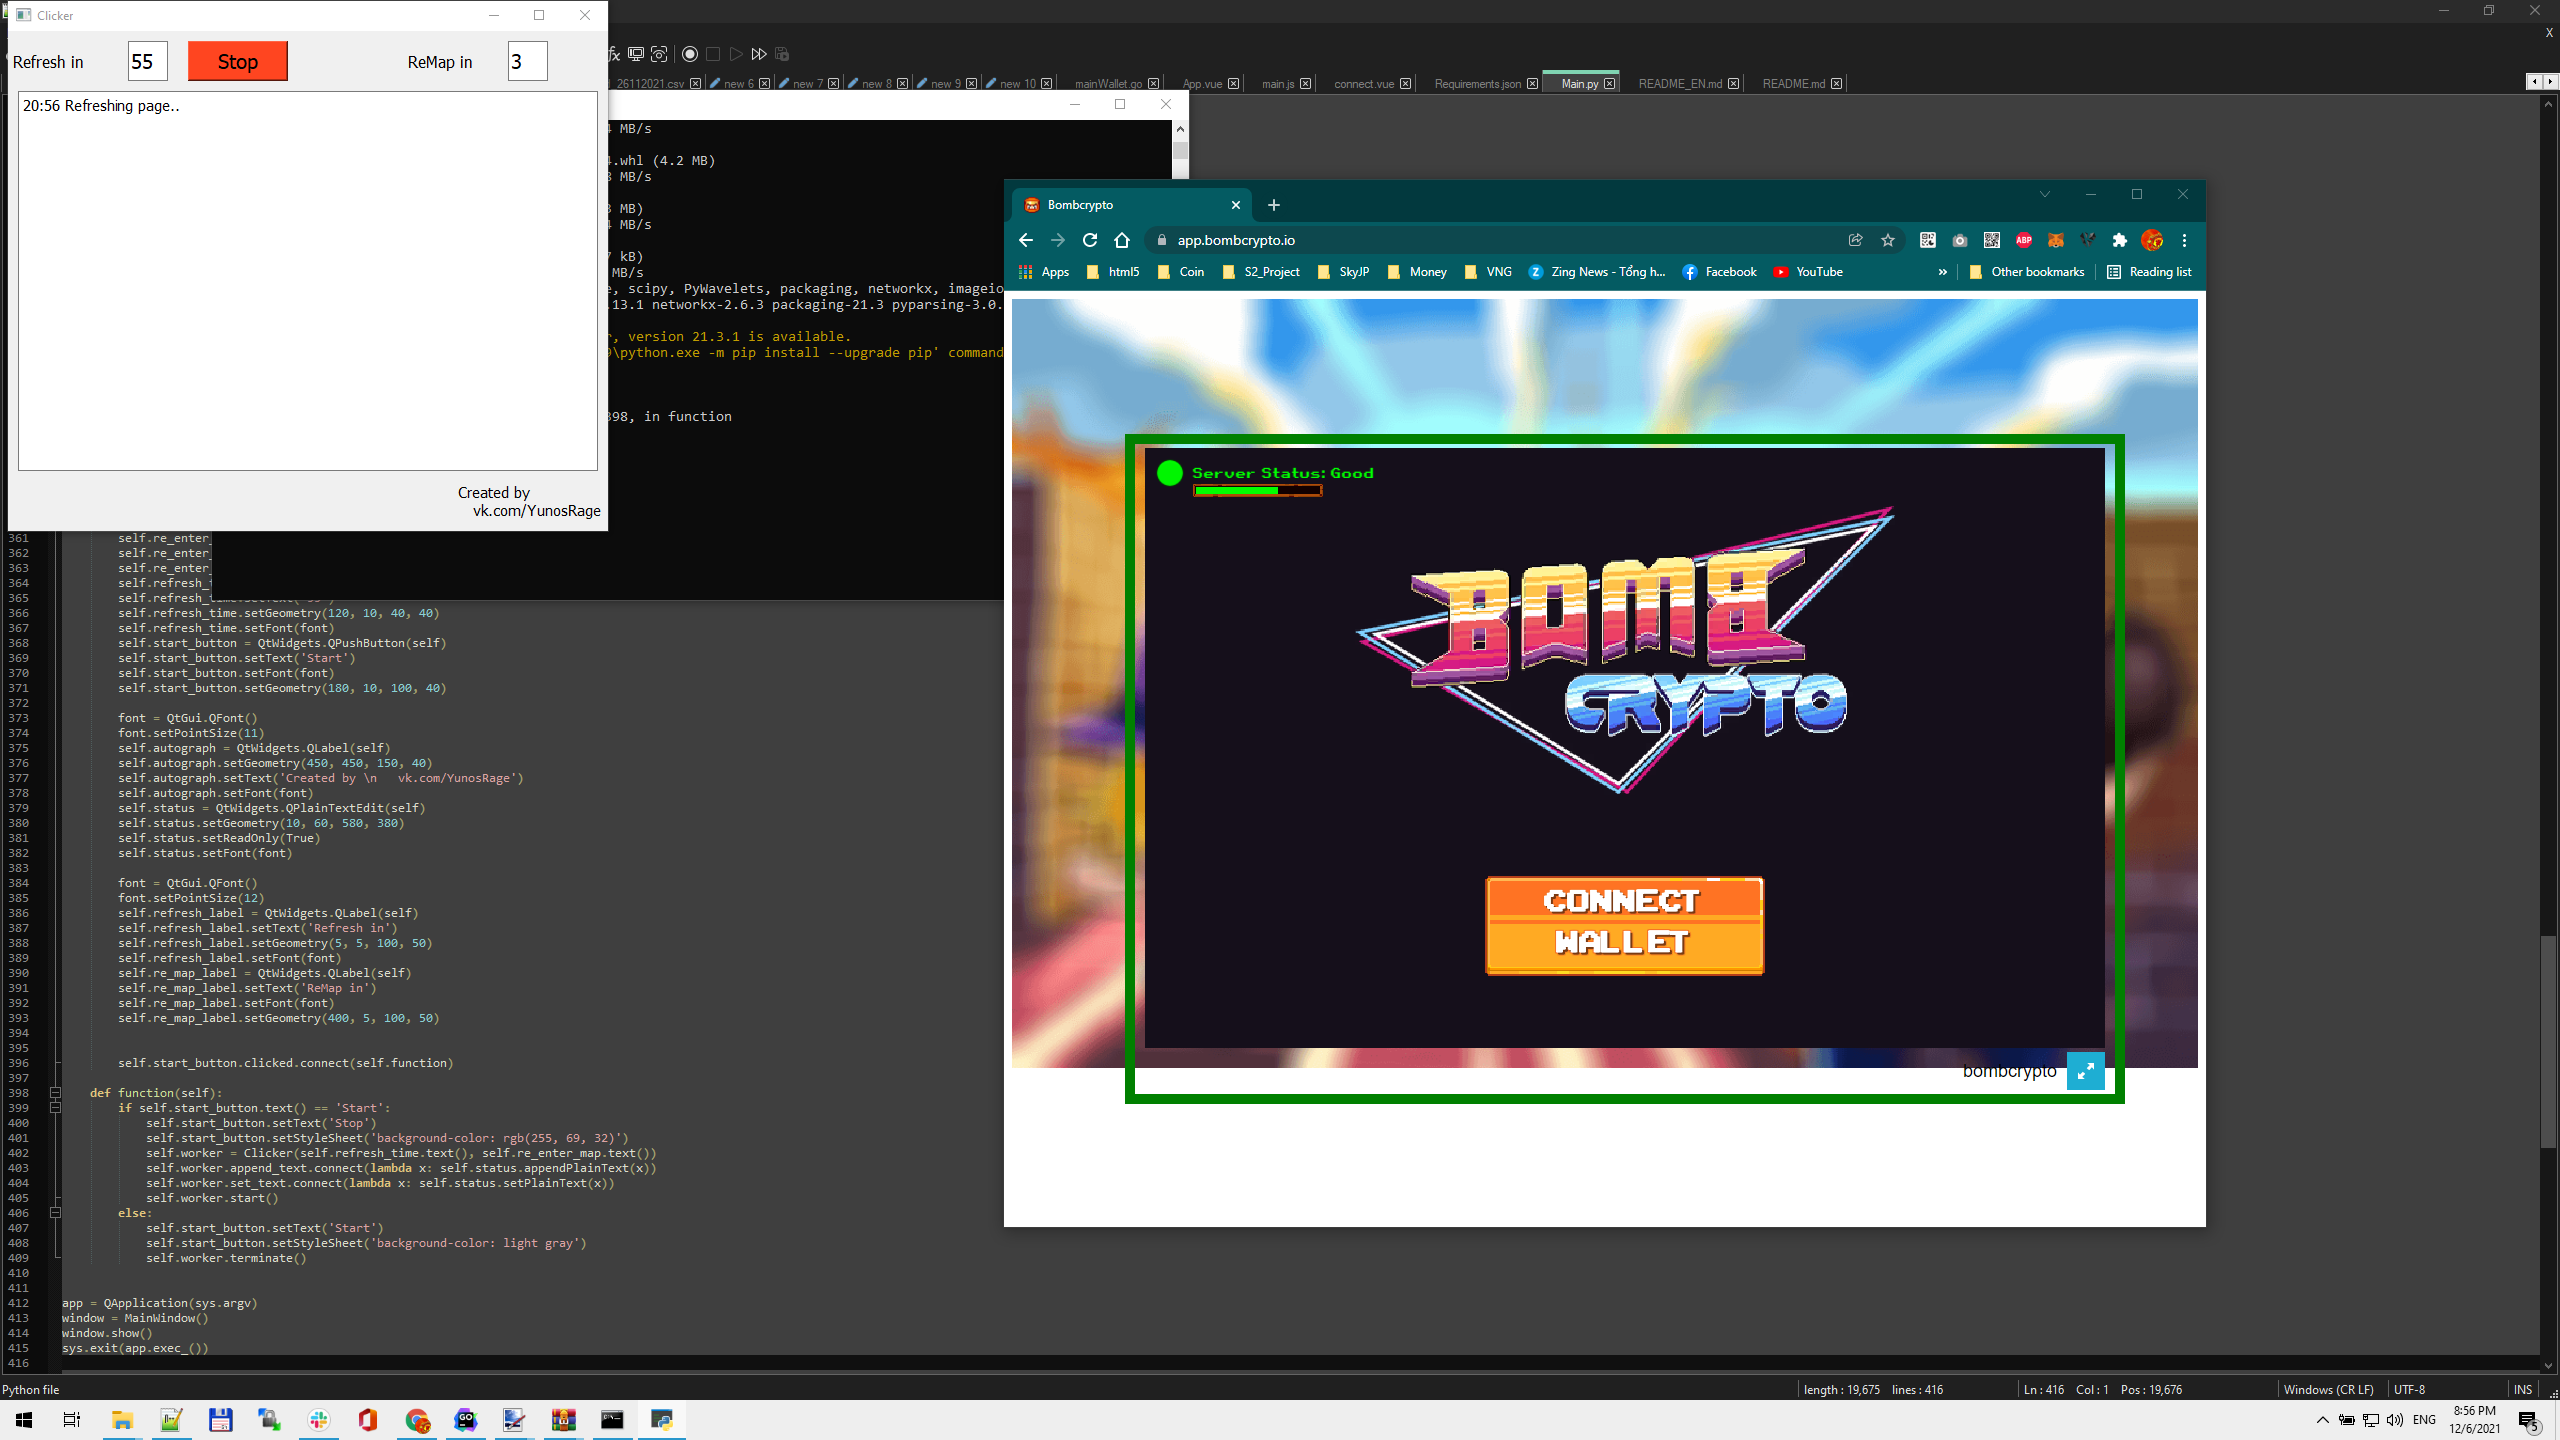 Clicker
Refresh in
55
Stop
ReMap in
3
20:56 Refreshing page..
Created by
vk.com/YunosRage
X
_26112021.csv
new 6
new 7
new 8
new 9
new 10
mainWallet.go
App.vue
main.js
connect.vue
Requirements.json
Main.py
README_EN.md
README.md
MB/s
.whl (4.2 MB)
MB/s
MB)
MB/s
kB)
MB/s
, scipy, PyWavelets, packaging, networkx, imageio
.13.1 networkx-2.6.3 packaging-21.3 pyparsing-3.0.
, version 21.3.1 is available.
\python.exe -m pip install --upgrade pip' command
398, in function
Bombcrypto
app.bombcrypto.io
ABP
Apps
html5
Coin
S2_Project
SkyJP
Money
VNG
Zing News - Tổng h...
Facebook
YouTube
»
Other bookmarks
Reading list
Server Status: Good
BOMB
CRYPTO
CONNECT
WALLET
bombcrypto
361 self.re_enter_
362 self.re_enter_
363 self.re_enter_
364 self.refresh_t
365
366 self.refresh_time.setGeometry(120, 10, 40, 40)
367 self.refresh_time.setFont(font)
368 self.start_button = QtWidgets.QPushButton(self)
369 self.start_button.setText('Start')
370 self.start_button.setFont(font)
371 self.start_button.setGeometry(180, 10, 100, 40)
372
373 font = QtGui.QFont()
374 font.setPointSize(11)
375 self.autograph = QtWidgets.QLabel(self)
376 self.autograph.setGeometry(450, 450, 150, 40)
377 self.autograph.setText('Created by \n   vk.com/YunosRage')
378 self.autograph.setFont(font)
379 self.status = QtWidgets.QPlainTextEdit(self)
380 self.status.setGeometry(10, 60, 580, 380)
381 self.status.setReadOnly(True)
382 self.status.setFont(font)
383
384 font = QtGui.QFont()
385 font.setPointSize(12)
386 self.refresh_label = QtWidgets.QLabel(self)
387 self.refresh_label.setText('Refresh in')
388 self.refresh_label.setGeometry(5, 5, 100, 50)
389 self.refresh_label.setFont(font)
390 self.re_map_label = QtWidgets.QLabel(self)
391 self.re_map_label.setText('ReMap in')
392 self.re_map_label.setFont(font)
393 self.re_map_label.setGeometry(400, 5, 100, 50)
394
395
396 self.start_button.clicked.connect(self.function)
397
398 def function(self):
399 if self.start_button.text() == 'Start':
400 self.start_button.setText('Stop')
401 self.start_button.setStyleSheet('background-color: rgb(255, 69, 32)')
402 self.worker = Clicker(self.refresh_time.text(), self.re_enter_map.text())
403 self.worker.append_text.connect(lambda x: self.status.appendPlainText(x))
404 self.worker.set_text.connect(lambda x: self.status.setPlainText(x))
405 self.worker.start()
406 else:
407 self.start_button.setText('Start')
408 self.start_button.setStyleSheet('background-color: light gray')
409 self.worker.terminate()
410
411
412 app = QApplication(sys.argv)
413 window = MainWindow()
414 window.show()
415 sys.exit(app.exec_())
416
Python file
length : 19,675    lines : 416
Ln : 416    Col : 1    Pos : 19,676
Windows (CR LF)
UTF-8
INS
ENG
8:56 PM
12/6/2021
5